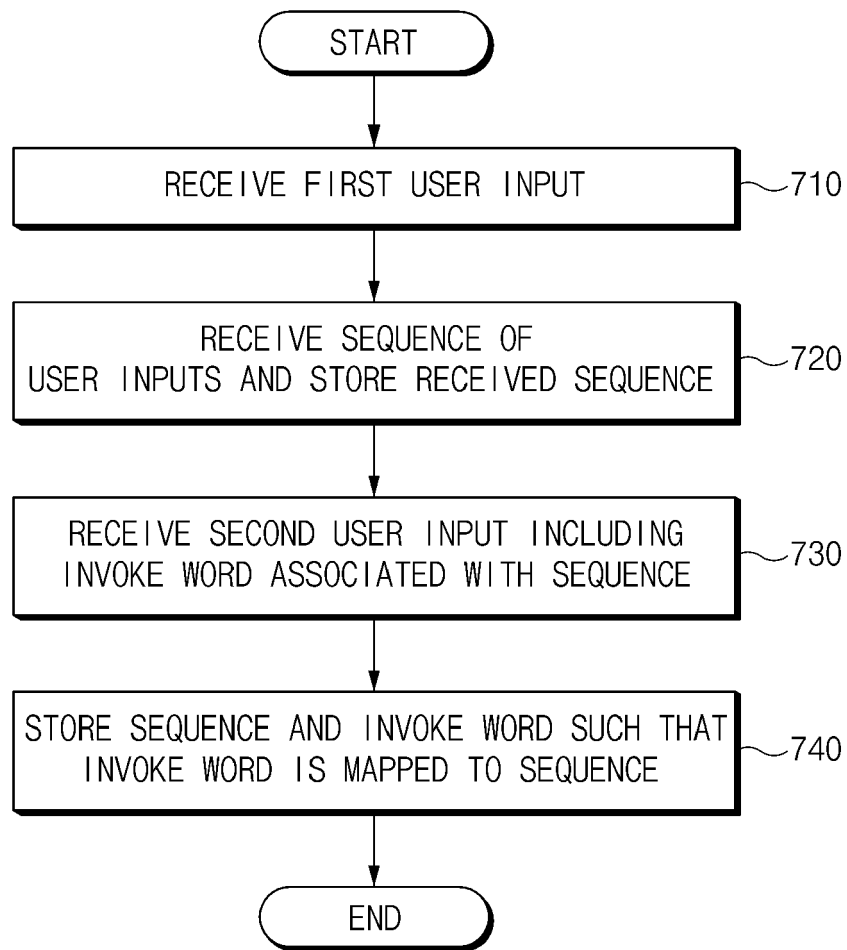 START
RECEIVE FIRST USER INPUT
710
RECEIVE SEQUENCE OF
USER INPUTS AND STORE RECEIVED SEQUENCE
720
RECEIVE SECOND USER INPUT INCLUDING
INVOKE WORD ASSOCIATED WITH SEQUENCE
730
STORE SEQUENCE AND INVOKE WORD SUCH THAT
INVOKE WORD IS MAPPED TO SEQUENCE
740
END